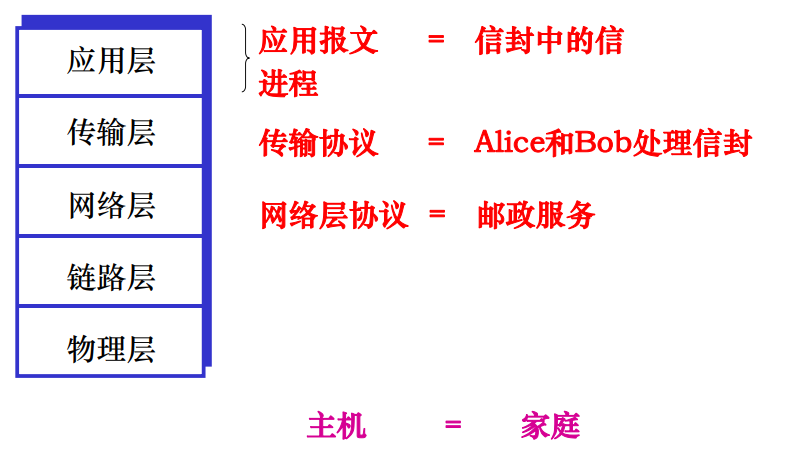 应用层
应用报文 = 信封中的信
进程
传输层
传输协议 = Alice和Bob处理信封
网络层
网络层协议 = 邮政服务
链路层
物理层
主机 = 家庭